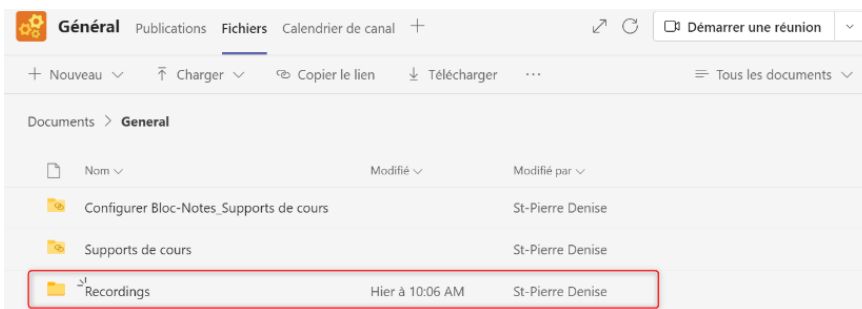 Général Publications Fichiers Calendrier de canal Démarrer une réunion
Nouveau Charger Copier le lien Télécharger ... Tous les documents
Documents > General
Nom Modifié Modifié par
Configurer Bloc-Notes_Supports de cours St-Pierre Denise
Supports de cours St-Pierre Denise
Recordings Hier à 10:06 AM St-Pierre Denise